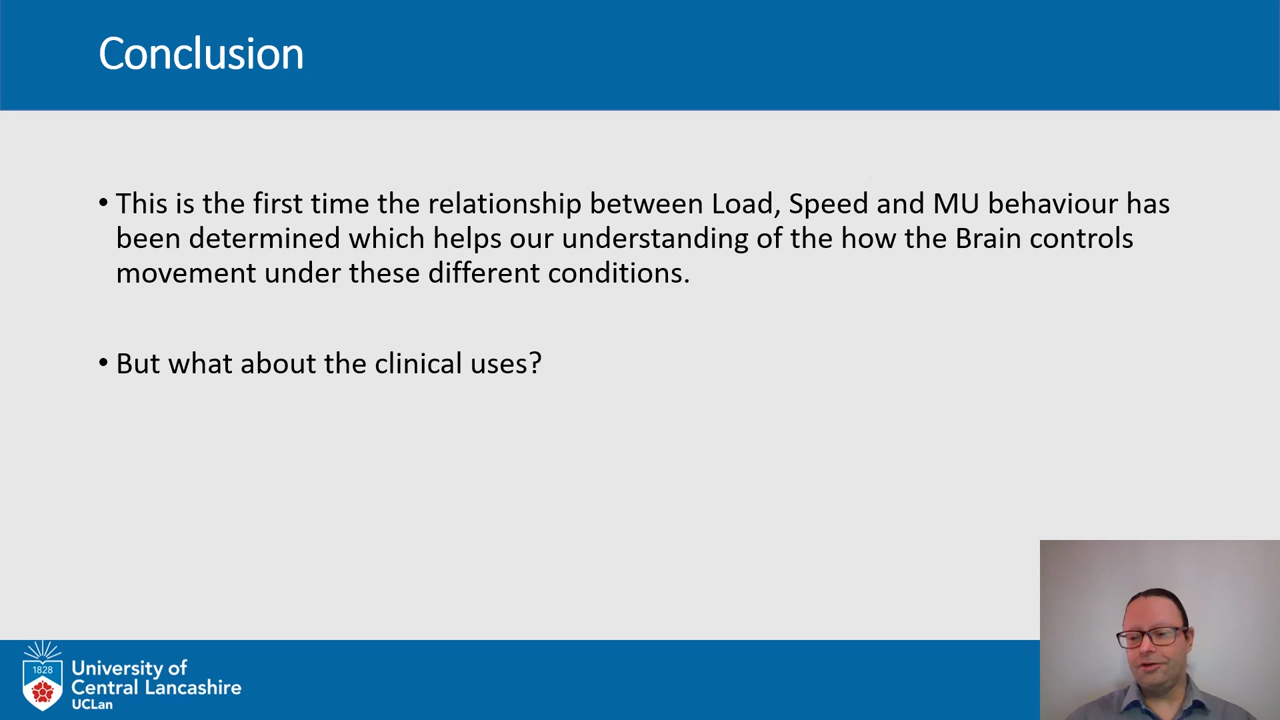 Conclusion
• This is the first time the relationship between Load, Speed and MU behaviour has
been determined which helps our understanding of the how the Brain controls
movement under these different conditions.
• But what about the clinical uses?
1828
University of
Central Lancashire
UCLan